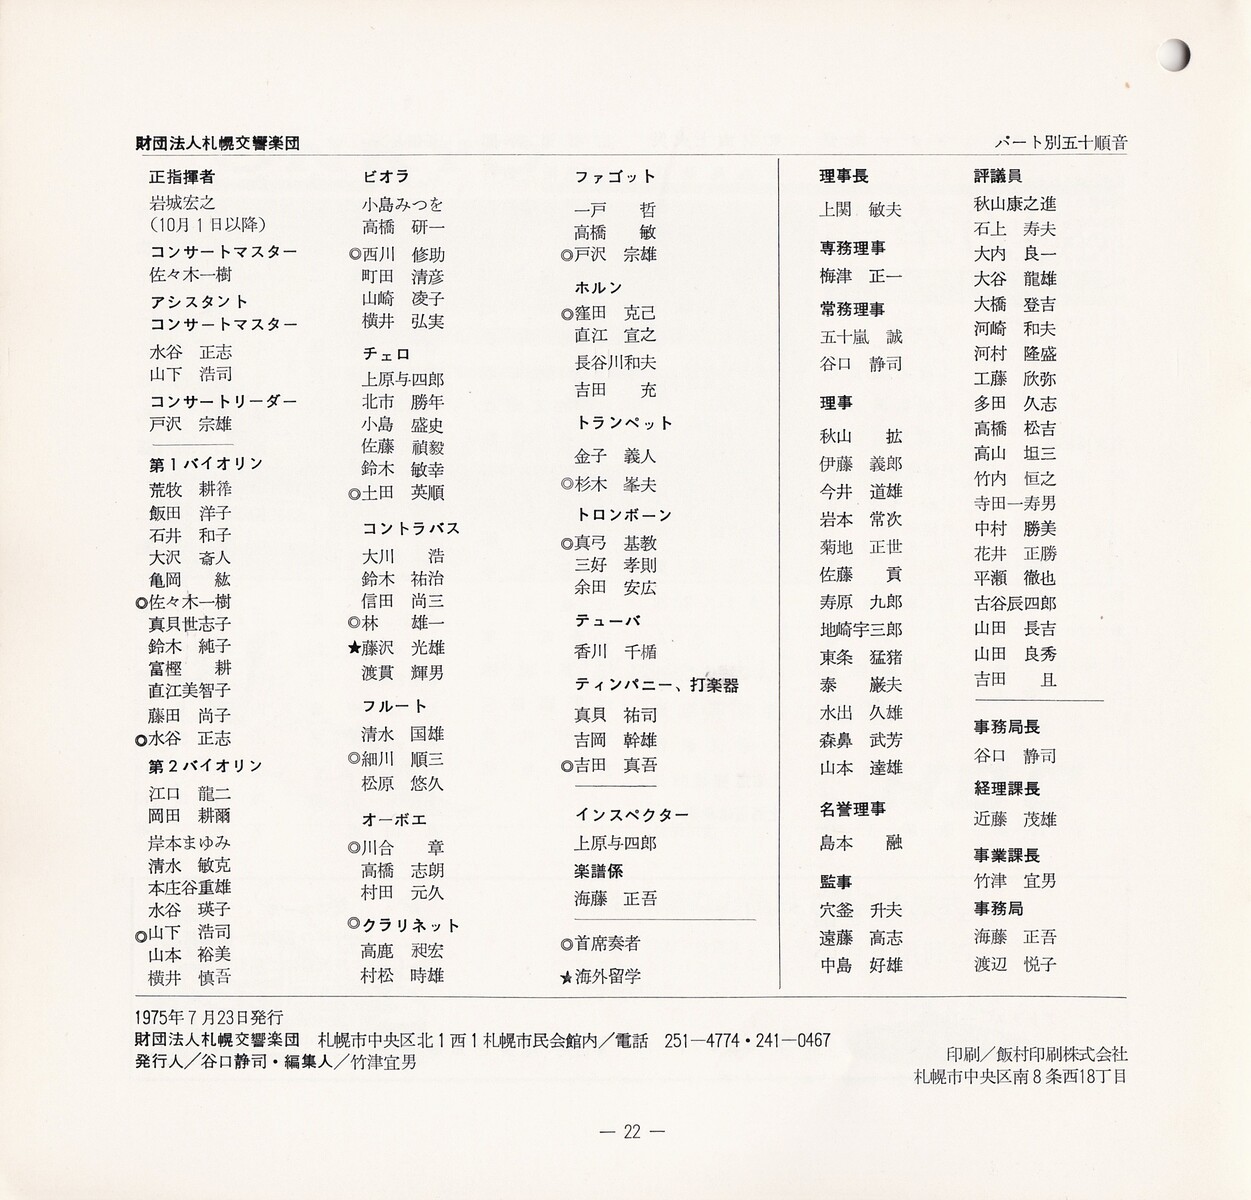 財団法人札幌交響楽団
パート別五十順音
正指揮者
岩城宏之
(10月1日以降)
コンサートマスター
佐々木一樹
アシスタント
コンサートマスター
水谷 正志
山下 浩司
コンサートリーダー
戸沢 宗雄
第1バイオリン
荒牧 耕筰
飯田 洋子
石井 和子
大沢 斎人
亀岡 紘
◎佐々木一樹
真貝世志子
鈴木 純子
富樫 耕
直江美智子
藤田 尚子
◎水谷 正志
第2バイオリン
江口 龍二
岡田 耕爾
岸本まゆみ
清水 敏克
本庄谷重雄
水谷 瑛子
◎山下 浩司
山本 裕美
横井 慎吾
ビオラ
小島みつを
高橋 研一
◎西川 修助
町田 清彦
山崎 凌子
横井 弘実
チェロ
上原与四郎
北市 勝年
小島 盛史
佐藤 禎毅
鈴木 敏幸
◎土田 英順
コントラバス
大川 浩
鈴木 祐治
信田 尚三
◎林 雄一
★藤沢 光雄
渡貫 輝男
フルート
清水 国雄
◎細川 順三
松原 悠久
オーボエ
◎川合 章
高橋 志朗
村田 元久
◎クラリネット
高鹿 昶宏
村松 時雄
ファゴット
一戸 哲
高橋 敏
◎戸沢 宗雄
ホルン
◎窪田 克己
直江 宣之
長谷川和夫
吉田 充
トランペット
金子 義人
◎杉木 峯夫
トロンボーン
◎真弓 基教
三好 孝則
余田 安広
テューバ
香川 千楯
ティンパニー、打楽器
真貝 祐司
吉岡 幹雄
◎吉田 真吾
インスペクター
上原与四郎
楽譜係
海藤 正吾
◎首席奏者
★海外留学
理事長
上関 敏夫
専務理事
梅津 正一
常務理事
五十嵐 誠
谷口 静司
理事
秋山 拡
伊藤 義郎
今井 道雄
岩本 常次
菊地 正世
佐藤 貢
寿原 九郎
地崎宇三郎
東条 猛猪
泰 巌夫
水出 久雄
森鼻 武芳
山本 達雄
名誉理事
島本 融
監事
穴釜 升夫
遠藤 高志
中島 好雄
評議員
秋山康之進
石上 寿夫
大内 良一
大谷 龍雄
大橋 登吉
河崎 和夫
河村 隆盛
工藤 欣弥
多田 久志
高橋 松吉
高山 坦三
竹内 恒之
寺田一寿男
中村 勝美
花井 正勝
平瀬 徹也
古谷辰四郎
山田 長吉
山田 良秀
吉田 且
事務局長
谷口 静司
経理課長
近藤 茂雄
事業課長
竹津 宜男
事務局
海藤 正吾
渡辺 悦子
1975年7月23日発行
財団法人札幌交響楽団 札幌市中央区北1西1札幌市民会館内/電話 251―4774・241―0467
発行人/谷口静司・編集人/竹津宜男
印刷/飯村印刷株式会社
札幌市中央区南8条西18丁目
― 22 ―